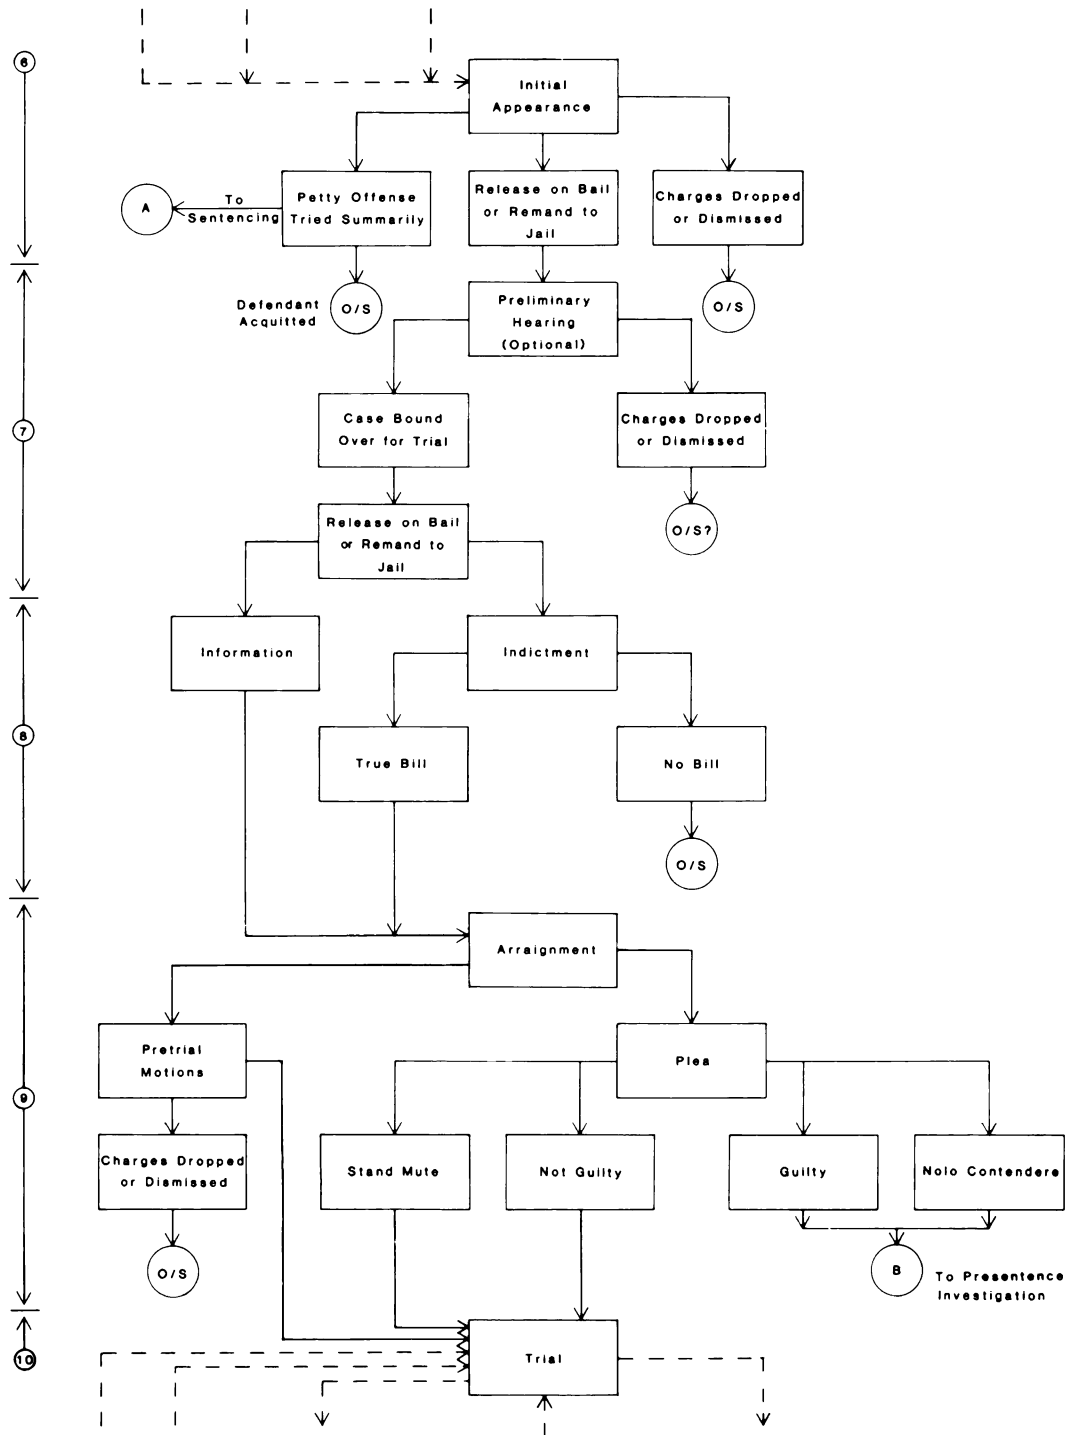 6
Initial
Appearance
A
To
Sentencing
Petty Offense
Tried Summarily
Release on Bail
or Remand to
Jail
Charges Dropped
or Dismissed
Defendant
Acquitted
O/S
Preliminary
Hearing
(Optional)
O/S
7
Case Bound
Over for Trial
Charges Dropped
or Dismissed
Release on Bail
or Remand to
Jail
O/S?
Information
Indictment
8
True Bill
No Bill
O/S
Arraignment
Pretrial
Motions
Plea
9
Charges Dropped
or Dismissed
Stand Mute
Not Guilty
Guilty
Nolo Contendere
O/S
B
To Presentence
Investigation
10
Trial